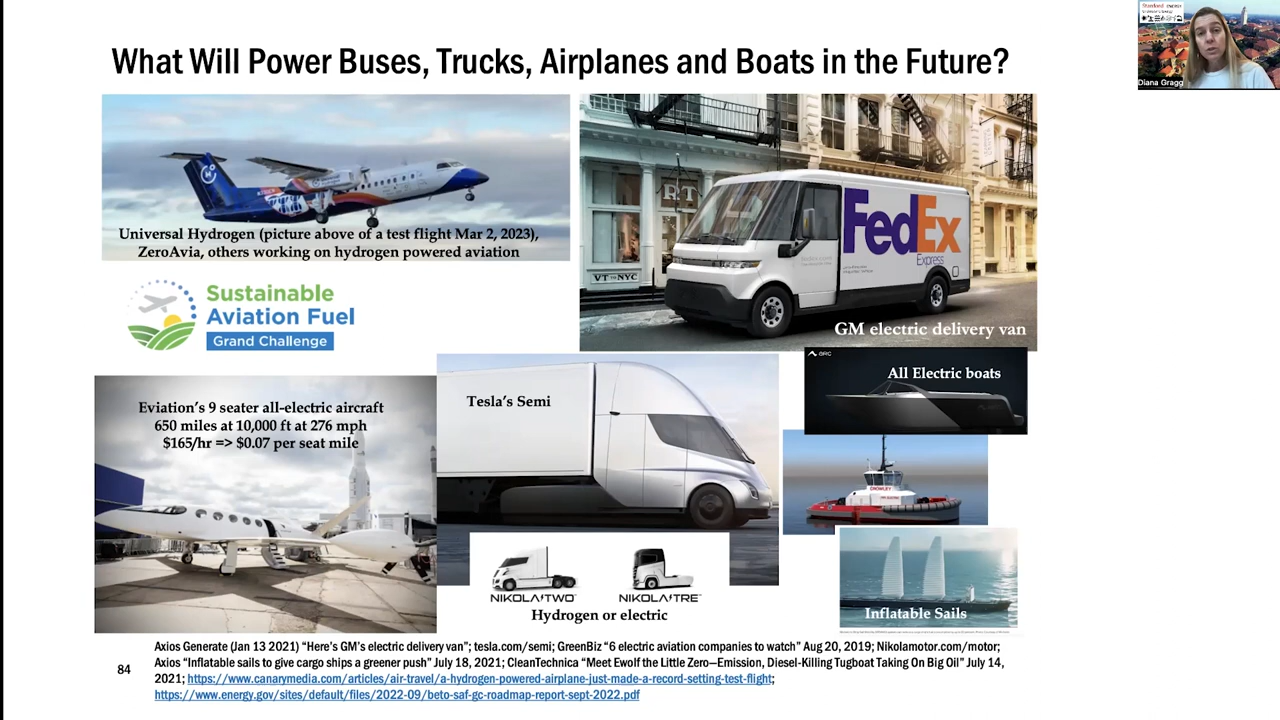 What Will Power Buses, Trucks, Airplanes and Boats in the Future?
Stanford ENERGY
Diana Gragg
Universal Hydrogen (picture above of a test flight Mar 2, 2023),
ZeroAvia, others working on hydrogen powered aviation
Sustainable
Aviation Fuel
Grand Challenge
RT
VT TO NYC
FedEx
Express
GM electric delivery van
Eviation's 9 seater all-electric aircraft
650 miles at 10,000 ft at 276 mph
$165/hr => $0.07 per seat mile
Tesla's Semi
NIKOLA TWO
NIKOLA TRE
Hydrogen or electric
arc
All Electric boats
CROWLEY
Inflatable Sails
84
Axios Generate (Jan 13 2021) "Here's GM's electric delivery van"; tesla.com/semi; GreenBiz "6 electric aviation companies to watch" Aug 20, 2019; Nikolamotor.com/motor;
Axios "Inflatable sails to give cargo ships a greener push" July 18, 2021; CleanTechnica "Meet Ewolf the Little Zero—Emission, Diesel-Killing Tugboat Taking On Big Oil" July 14,
2021; https://www.canarymedia.com/articles/air-travel/a-hydrogen-powered-airplane-just-made-a-record-setting-test-flight;
https://www.energy.gov/sites/default/files/2022-09/beto-saf-gc-roadmap-report-sept-2022.pdf